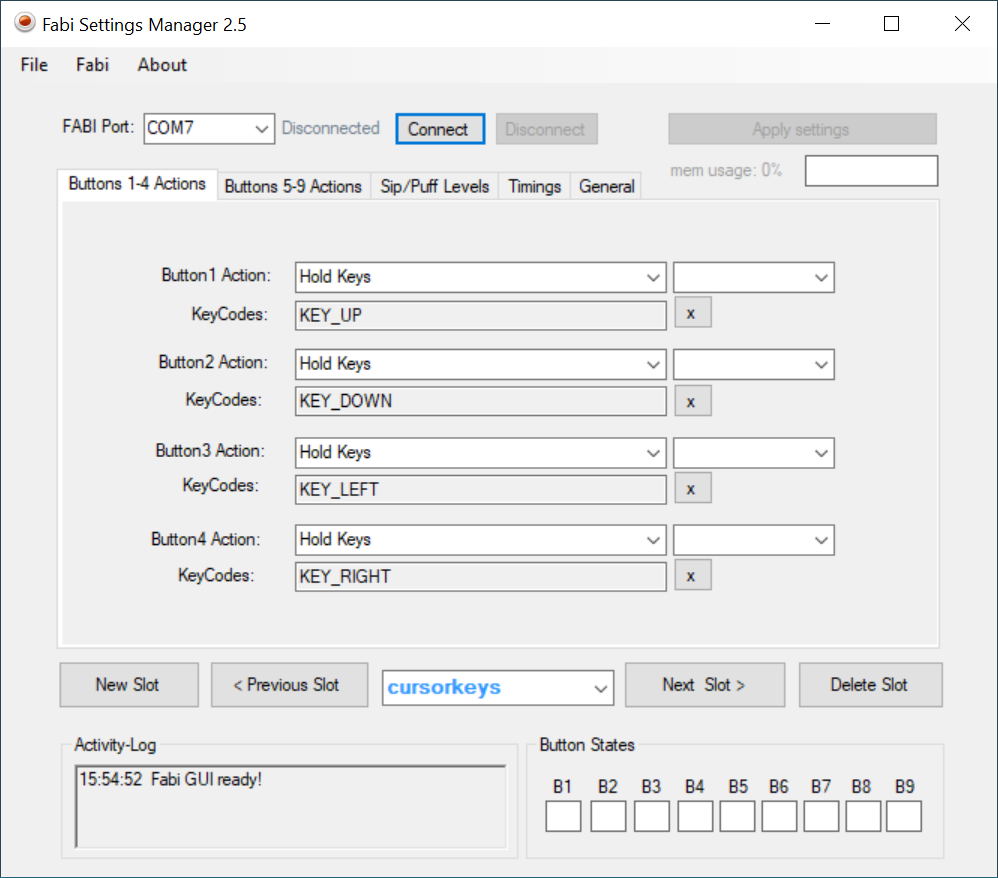 Fabi Settings Manager 2.5
File Fabi About
FABI Port: COM7 Disconnected Connect Disconnect Apply settings
mem usage: 0%
Buttons 1-4 Actions Buttons 5-9 Actions Sip/Puff Levels Timings General
Button1 Action: Hold Keys
KeyCodes: KEY_UP x
Button2 Action: Hold Keys
KeyCodes: KEY_DOWN x
Button3 Action: Hold Keys
KeyCodes: KEY_LEFT x
Button4 Action: Hold Keys
KeyCodes: KEY_RIGHT x
New Slot < Previous Slot cursorkeys Next Slot > Delete Slot
Activity-Log
15:54:52 Fabi GUI ready!
Button States
B1 B2 B3 B4 B5 B6 B7 B8 B9